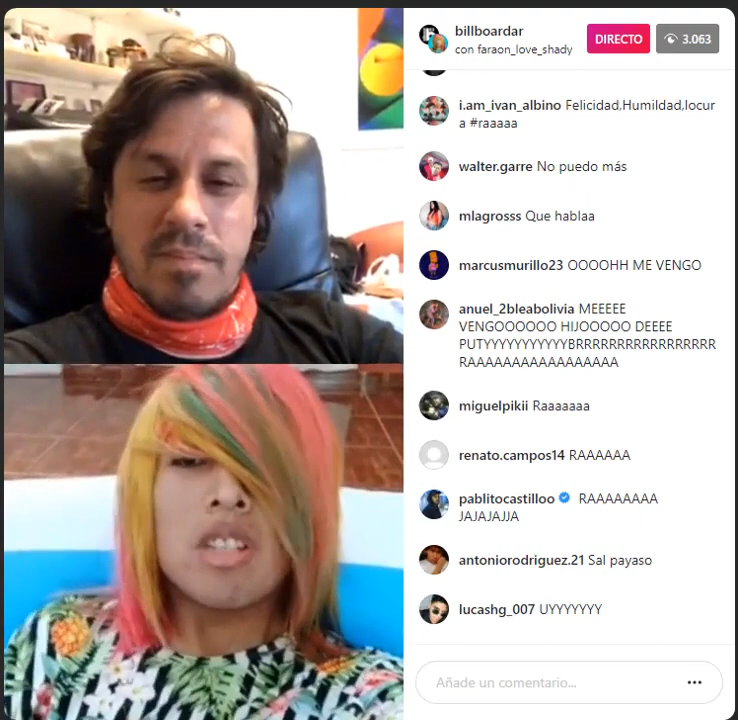 billboardar
con faraon_love_shady
DIRECTO
3.063
i.am_ivan_albino Felicidad,Humildad,locur
a #raaaaa
walter.garre No puedo más
mlagrosss Que hablaa
marcusmurillo23 OOOOHH ME VENGO
anuel_2bleabolivia MEEEEE
VENGOOOOOO HIJOOOOO DEEEE
PUTYYYYYYYYYYYBRRRRRRRRRRRRRRRRR
RAAAAAAAAAAAAAAAAA
miguelpikii Raaaaaaa
renato.campos14 RAAAAAA
pablitocastilloo RAAAAAAAA
JAJAJAJJA
antoniorodriguez.21 Sal payaso
lucashg_007 UYYYYYYY
Añade un comentario...